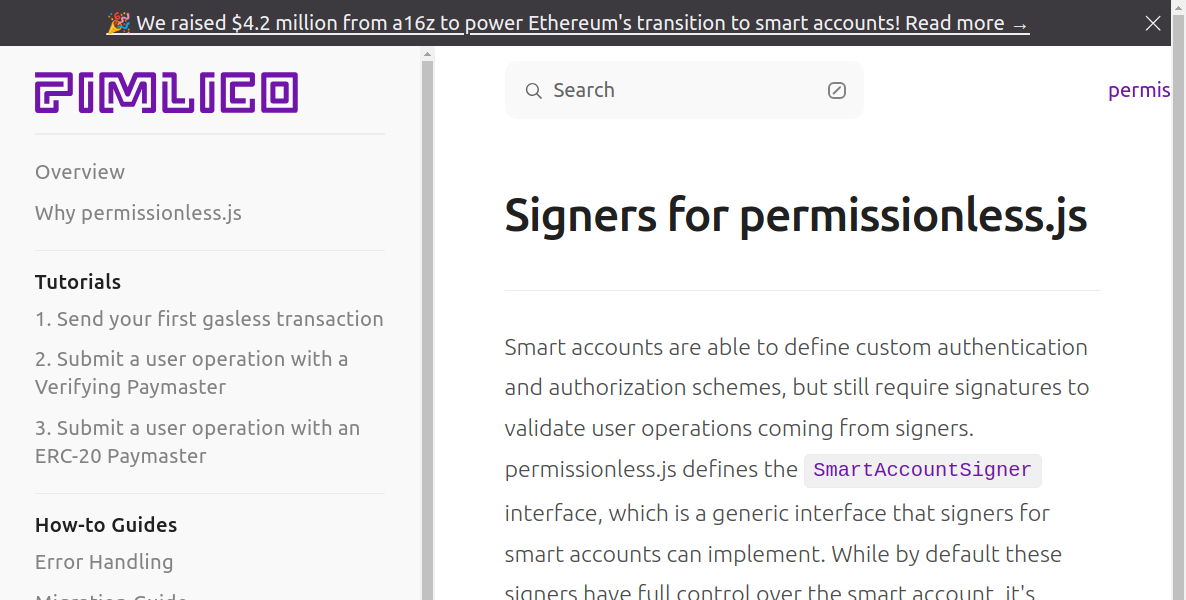 🎉 We raised $4.2 million from a16z to power Ethereum's transition to smart accounts! Read more →
PIMLICO
Search
Overview
Why permissionless.js
Tutorials
1. Send your first gasless transaction
2. Submit a user operation with a
Verifying Paymaster
3. Submit a user operation with an
ERC-20 Paymaster
How-to Guides
Error Handling
Migration Guide
permis
Signers for permissionless.js
Smart accounts are able to define custom authentication
and authorization schemes, but still require signatures to
validate user operations coming from signers.
permissionless.js defines the SmartAccountSigner
interface, which is a generic interface that signers for
smart accounts can implement. While by default these
signers have full control over the smart account, it's